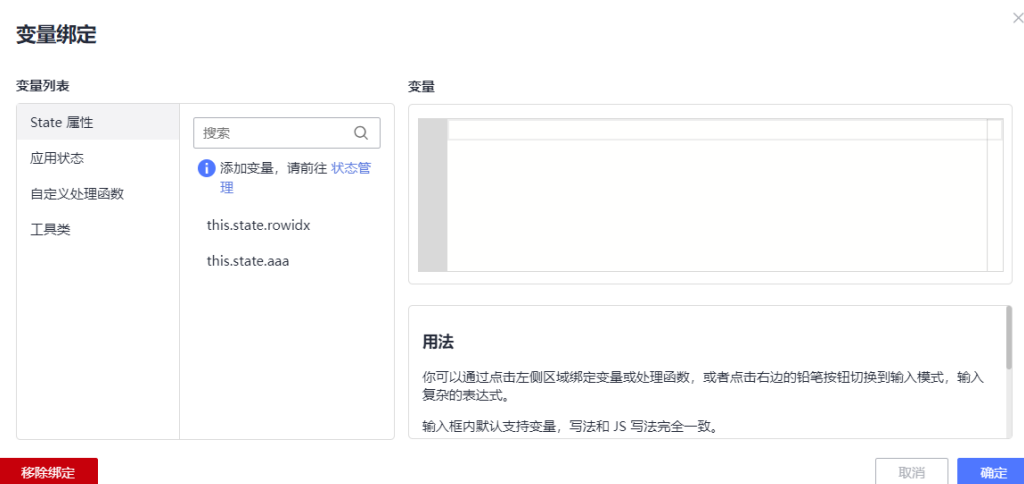 变量绑定
变量列表
State 属性
应用状态
自定义处理函数
工具类
搜索
添加变量，请前往 状态管
理
this.state.rowidx
this.state.aaa
变量
用法
你可以通过点击左侧区域绑定变量或处理函数，或者点击右边的铅笔按钮切换到输入模式，输入
复杂的表达式。
输入框内默认支持变量，写法和 JS 写法完全一致。
移除绑定
取消
确定